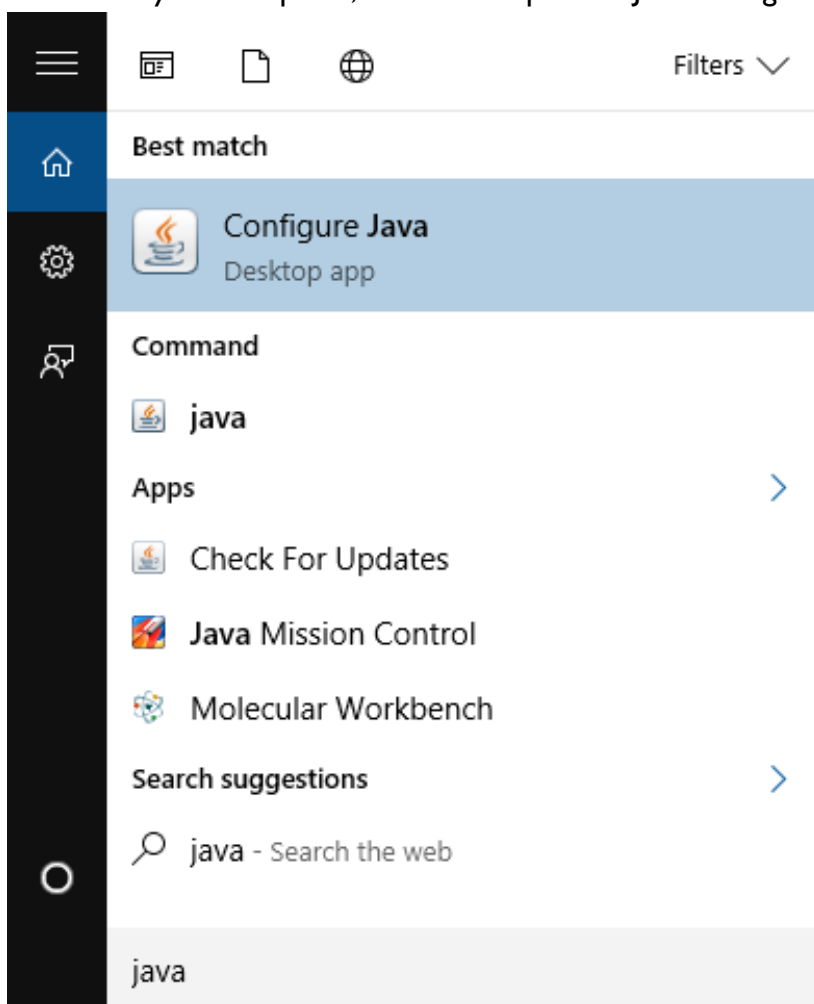 Filters
Best match
Configure Java
Desktop app
Command
java
Apps
Check For Updates
Java Mission Control
Molecular Workbench
Search suggestions
java - Search the web
java